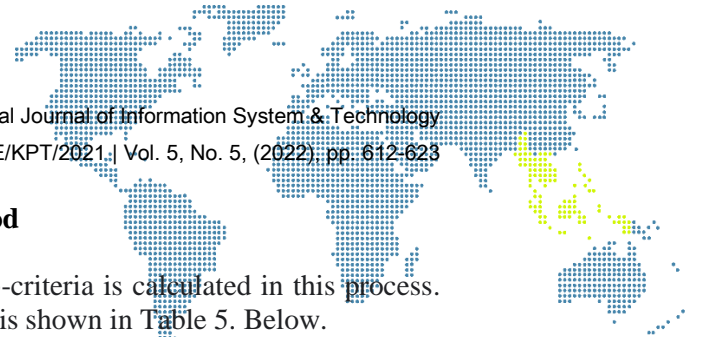 al Journal of Information System & Technology
E/KPT/2021 | Vol. 5, No. 5, (2022), pp. 612-623
od
-criteria is calculated in this process.
is shown in Table 5. Below.